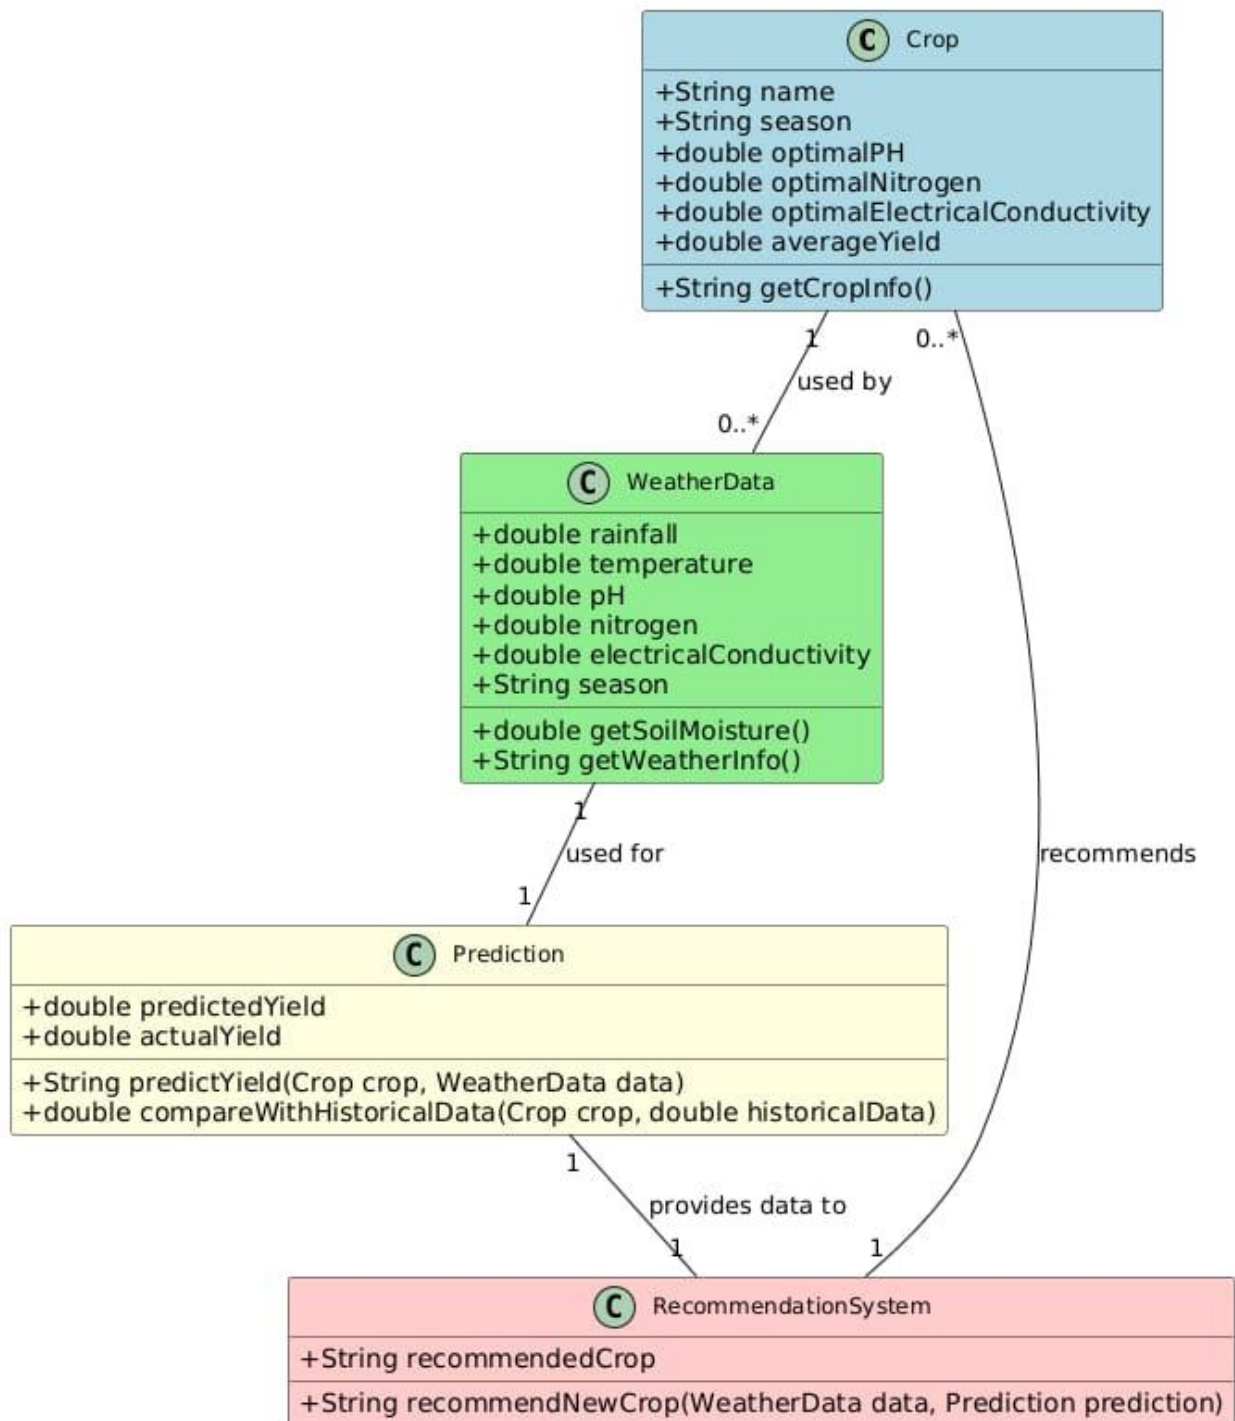 C Crop
+String name
+String season
+double optimalPH
+double optimalNitrogen
+double optimalElectricalConductivity
+double averageYield
+String getCropInfo()
1
0..*
used by
0..*
C WeatherData
+double rainfall
+double temperature
+double pH
+double nitrogen
+double electricalConductivity
+String season
+double getSoilMoisture()
+String getWeatherInfo()
1
used for
recommends
1
C Prediction
+double predictedYield
+double actualYield
+String predictYield(Crop crop, WeatherData data)
+double compareWithHistoricalData(Crop crop, double historicalData)
1
provides data to
1
1
C RecommendationSystem
+String recommendedCrop
+String recommendNewCrop(WeatherData data, Prediction prediction)